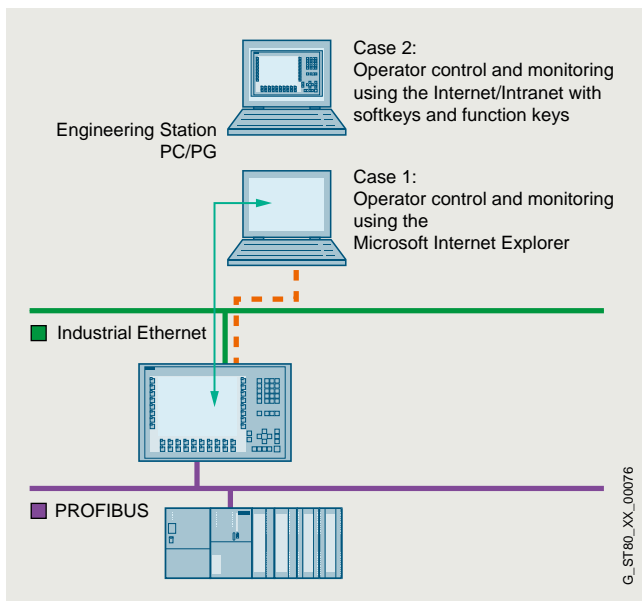 Case 2:
Operator control and monitoring
using the Internet/Intranet with
softkeys and function keys
Engineering Station
PC/PG
Case 1:
Operator control and monitoring
using the
Microsoft Internet Explorer
Industrial Ethernet
PROFIBUS
G_ST80_XX_00076